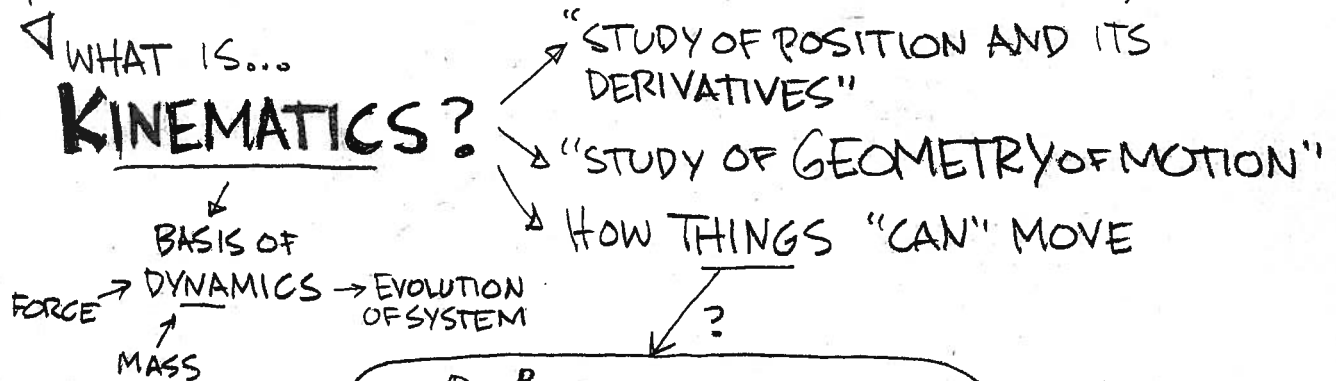 WHAT IS...
KINEMATICS?
"STUDY OF POSITION AND ITS
DERIVATIVES"
"STUDY OF GEOMETRY OF MOTION"
HOW THINGS "CAN" MOVE
?
BASIS OF
DYNAMICS
FORCE
MASS
EVOLUTION
OF SYSTEM